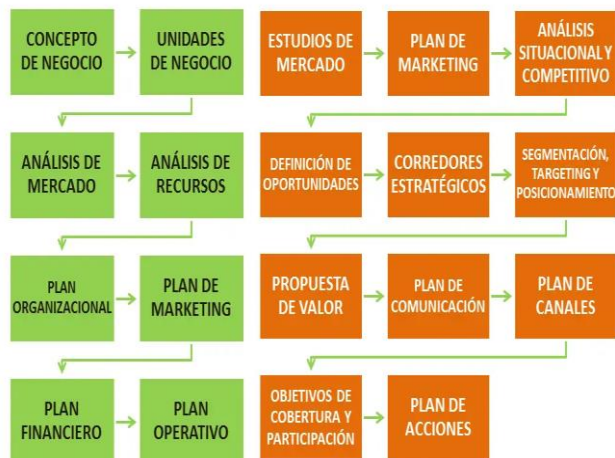 CONCEPTO
DE NEGOCIO
UNIDADES
DE NEGOCIO
ANÁLISIS DE
MERCADO
ANÁLISIS DE
RECURSOS
PLAN
ORGANIZACIONAL
PLAN DE
MARKETING
PLAN
FINANCIERO
PLAN
OPERATIVO
ESTUDIOS DE
MERCADO
PLAN DE
MARKETING
ANÁLISIS
SITUACIONAL Y
COMPETITIVO
DEFINICIÓN DE
OPORTUNIDADES
CORREDORES
ESTRATÉGICOS
SEGMENTACIÓN,
TARGETING Y
POSICIONAMIENTO
PROPUESTA
DE VALOR
PLAN DE
COMUNICACIÓN
PLAN DE
CANALES
OBJETIVOS DE
COBERTURA Y
PARTICIPACIÓN
PLAN DE
ACCIONES